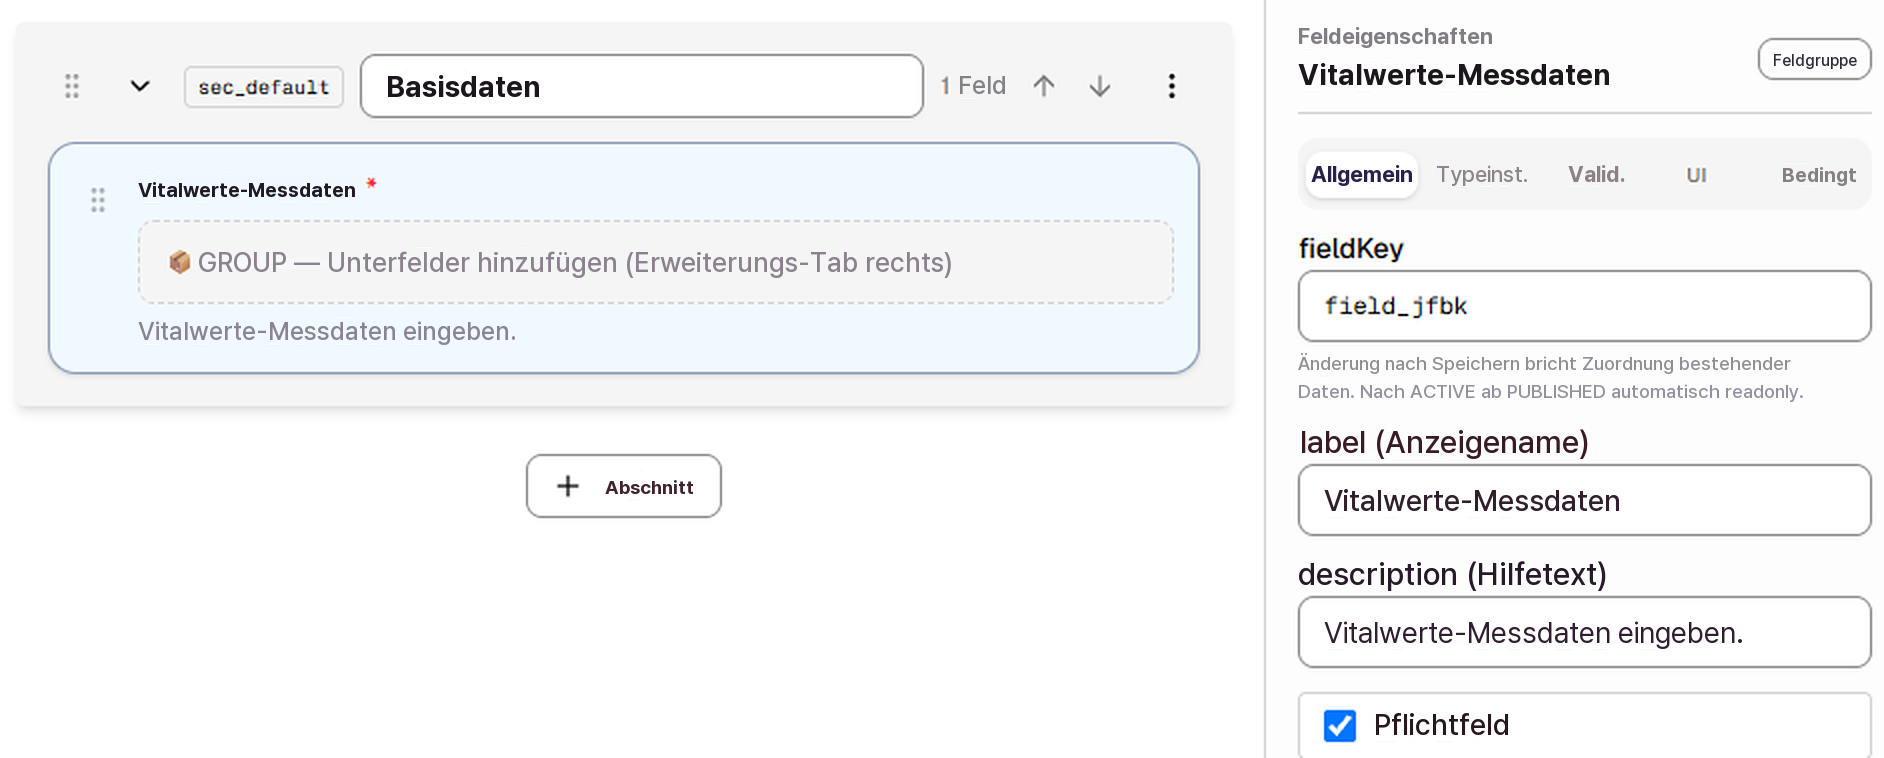 sec_default
Basisdaten
1 Feld
Vitalwerte-Messdaten *
GROUP — Unterfelder hinzufügen (Erweiterungs-Tab rechts)
Vitalwerte-Messdaten eingeben.
Abschnitt
Feldeigenschaften
Vitalwerte-Messdaten
Feldgruppe
Allgemein Typeinst. Valid. UI Bedingt
fieldKey
field_jfbk
Änderung nach Speichern bricht Zuordnung bestehender
Daten. Nach ACTIVE ab PUBLISHED automatisch readonly.
label (Anzeigename)
Vitalwerte-Messdaten
description (Hilfetext)
Vitalwerte-Messdaten eingeben.
Pflichtfeld